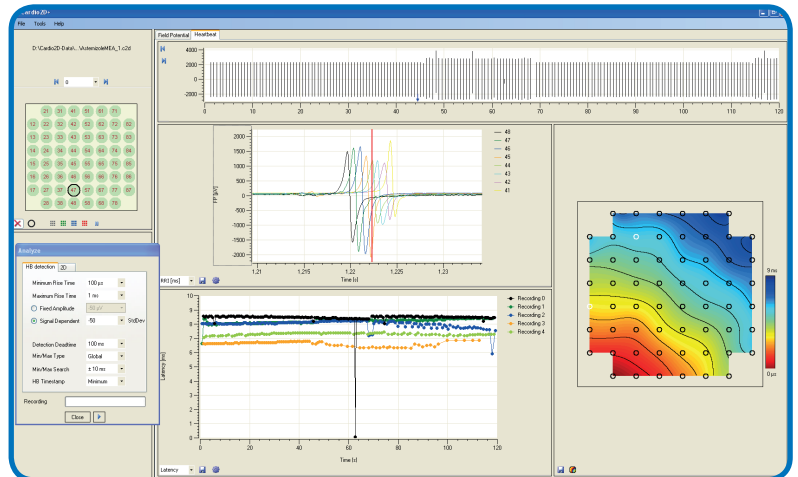 Cardio2D+
File Tools Help
D:\Cardio2D-Data\...\AstemizoleMEA_1.c2d
0
21 31 41 51 61 71
12 22 32 42 52 62 72 82
13 23 33 43 53 63 73 83
14 24 34 44 54 64 74 84
15 25 35 45 55 65 75 85
16 26 36 46 56 66 76 86
17 27 37 47 57 67 77 87
28 38 48 58 68 78
Analyze
HB detection 2D
Minimum Rise Time 100 µs
Maximum Rise Time 1 ms
Fixed Amplitude -50 µV
Signal Dependent -50 StdDev
Detection Deadtime 100 ms
Min/Max Type Global
Min/Max Search ± 10 ms
HB Timestamp Minimum
Recording
Close
Field Potential Heartbeat
4000
2000
0
-2000
0 10 20 30 40 50 60 70 80 90 100 110 120
FP [µV]
2000
1500
1000
500
0
-500
-1000
-1500
-2000
1,21 1,215 1,22 1,225 1,23
Time [s]
48
47
46
45
44
43
42
41
RRI [ms]
Latency [ms]
10
9
8
7
6
5
4
3
2
1
0
0 20 40 60 80 100 120
Time [s]
Recording 0
Recording 1
Recording 2
Recording 3
Recording 4
Latency
9 ms
0 µs